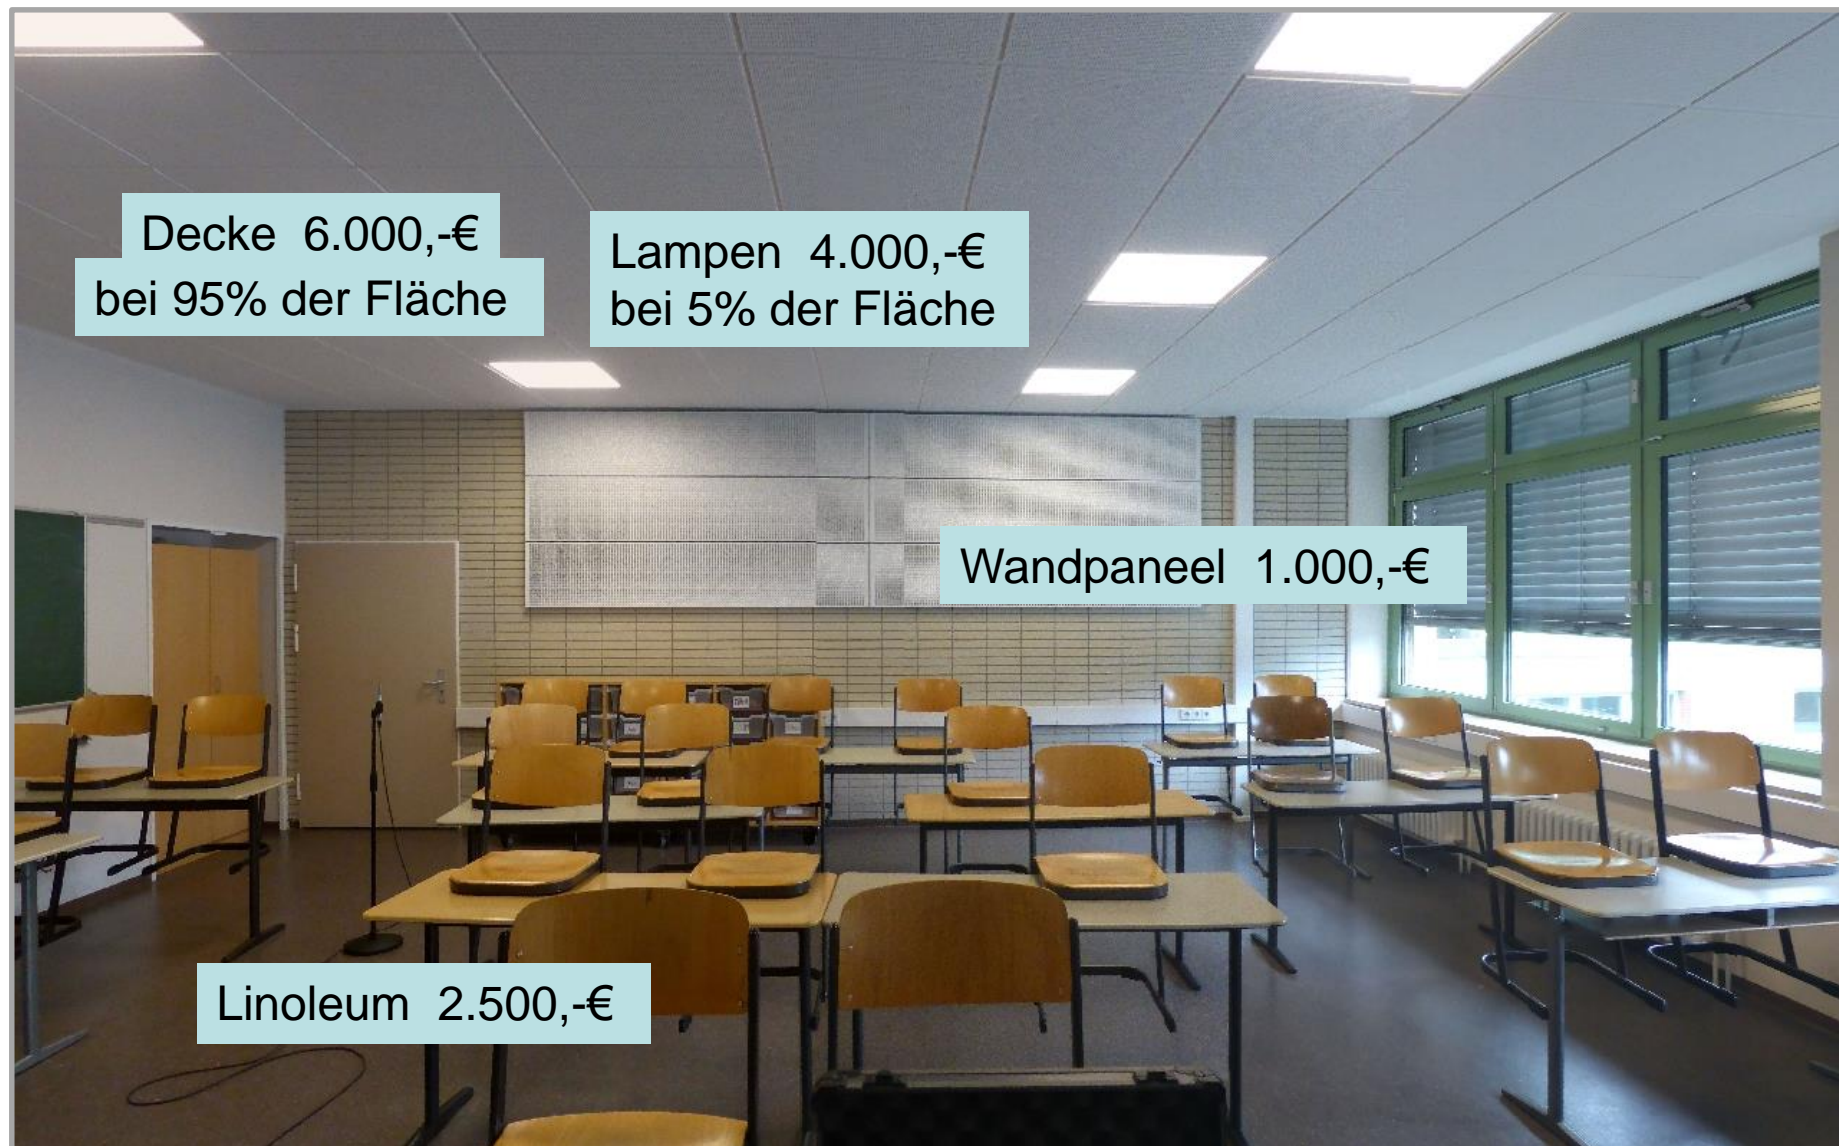 Decke 6.000,-€
bei 95% der Fläche
Lampen 4.000,-€
bei 5% der Fläche
Wandpaneel 1.000,-€
Linoleum 2.500,-€